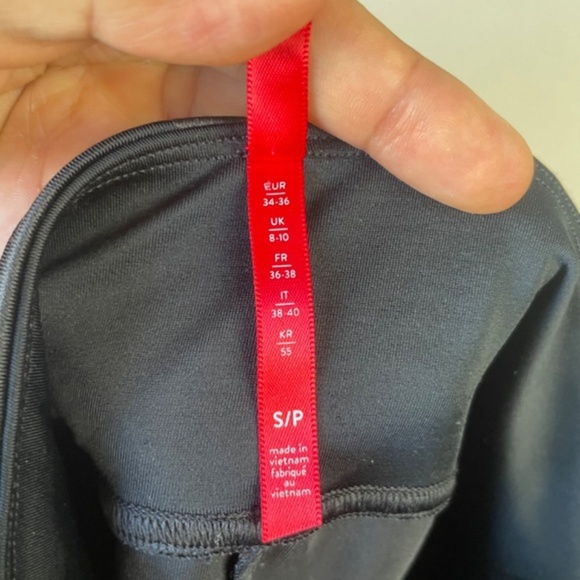 EUR
34-36
UK
8-10
FR
36-38
IT
38-40
KR
55
S/P
made in
vietnam
fabriqué
au
vietnam